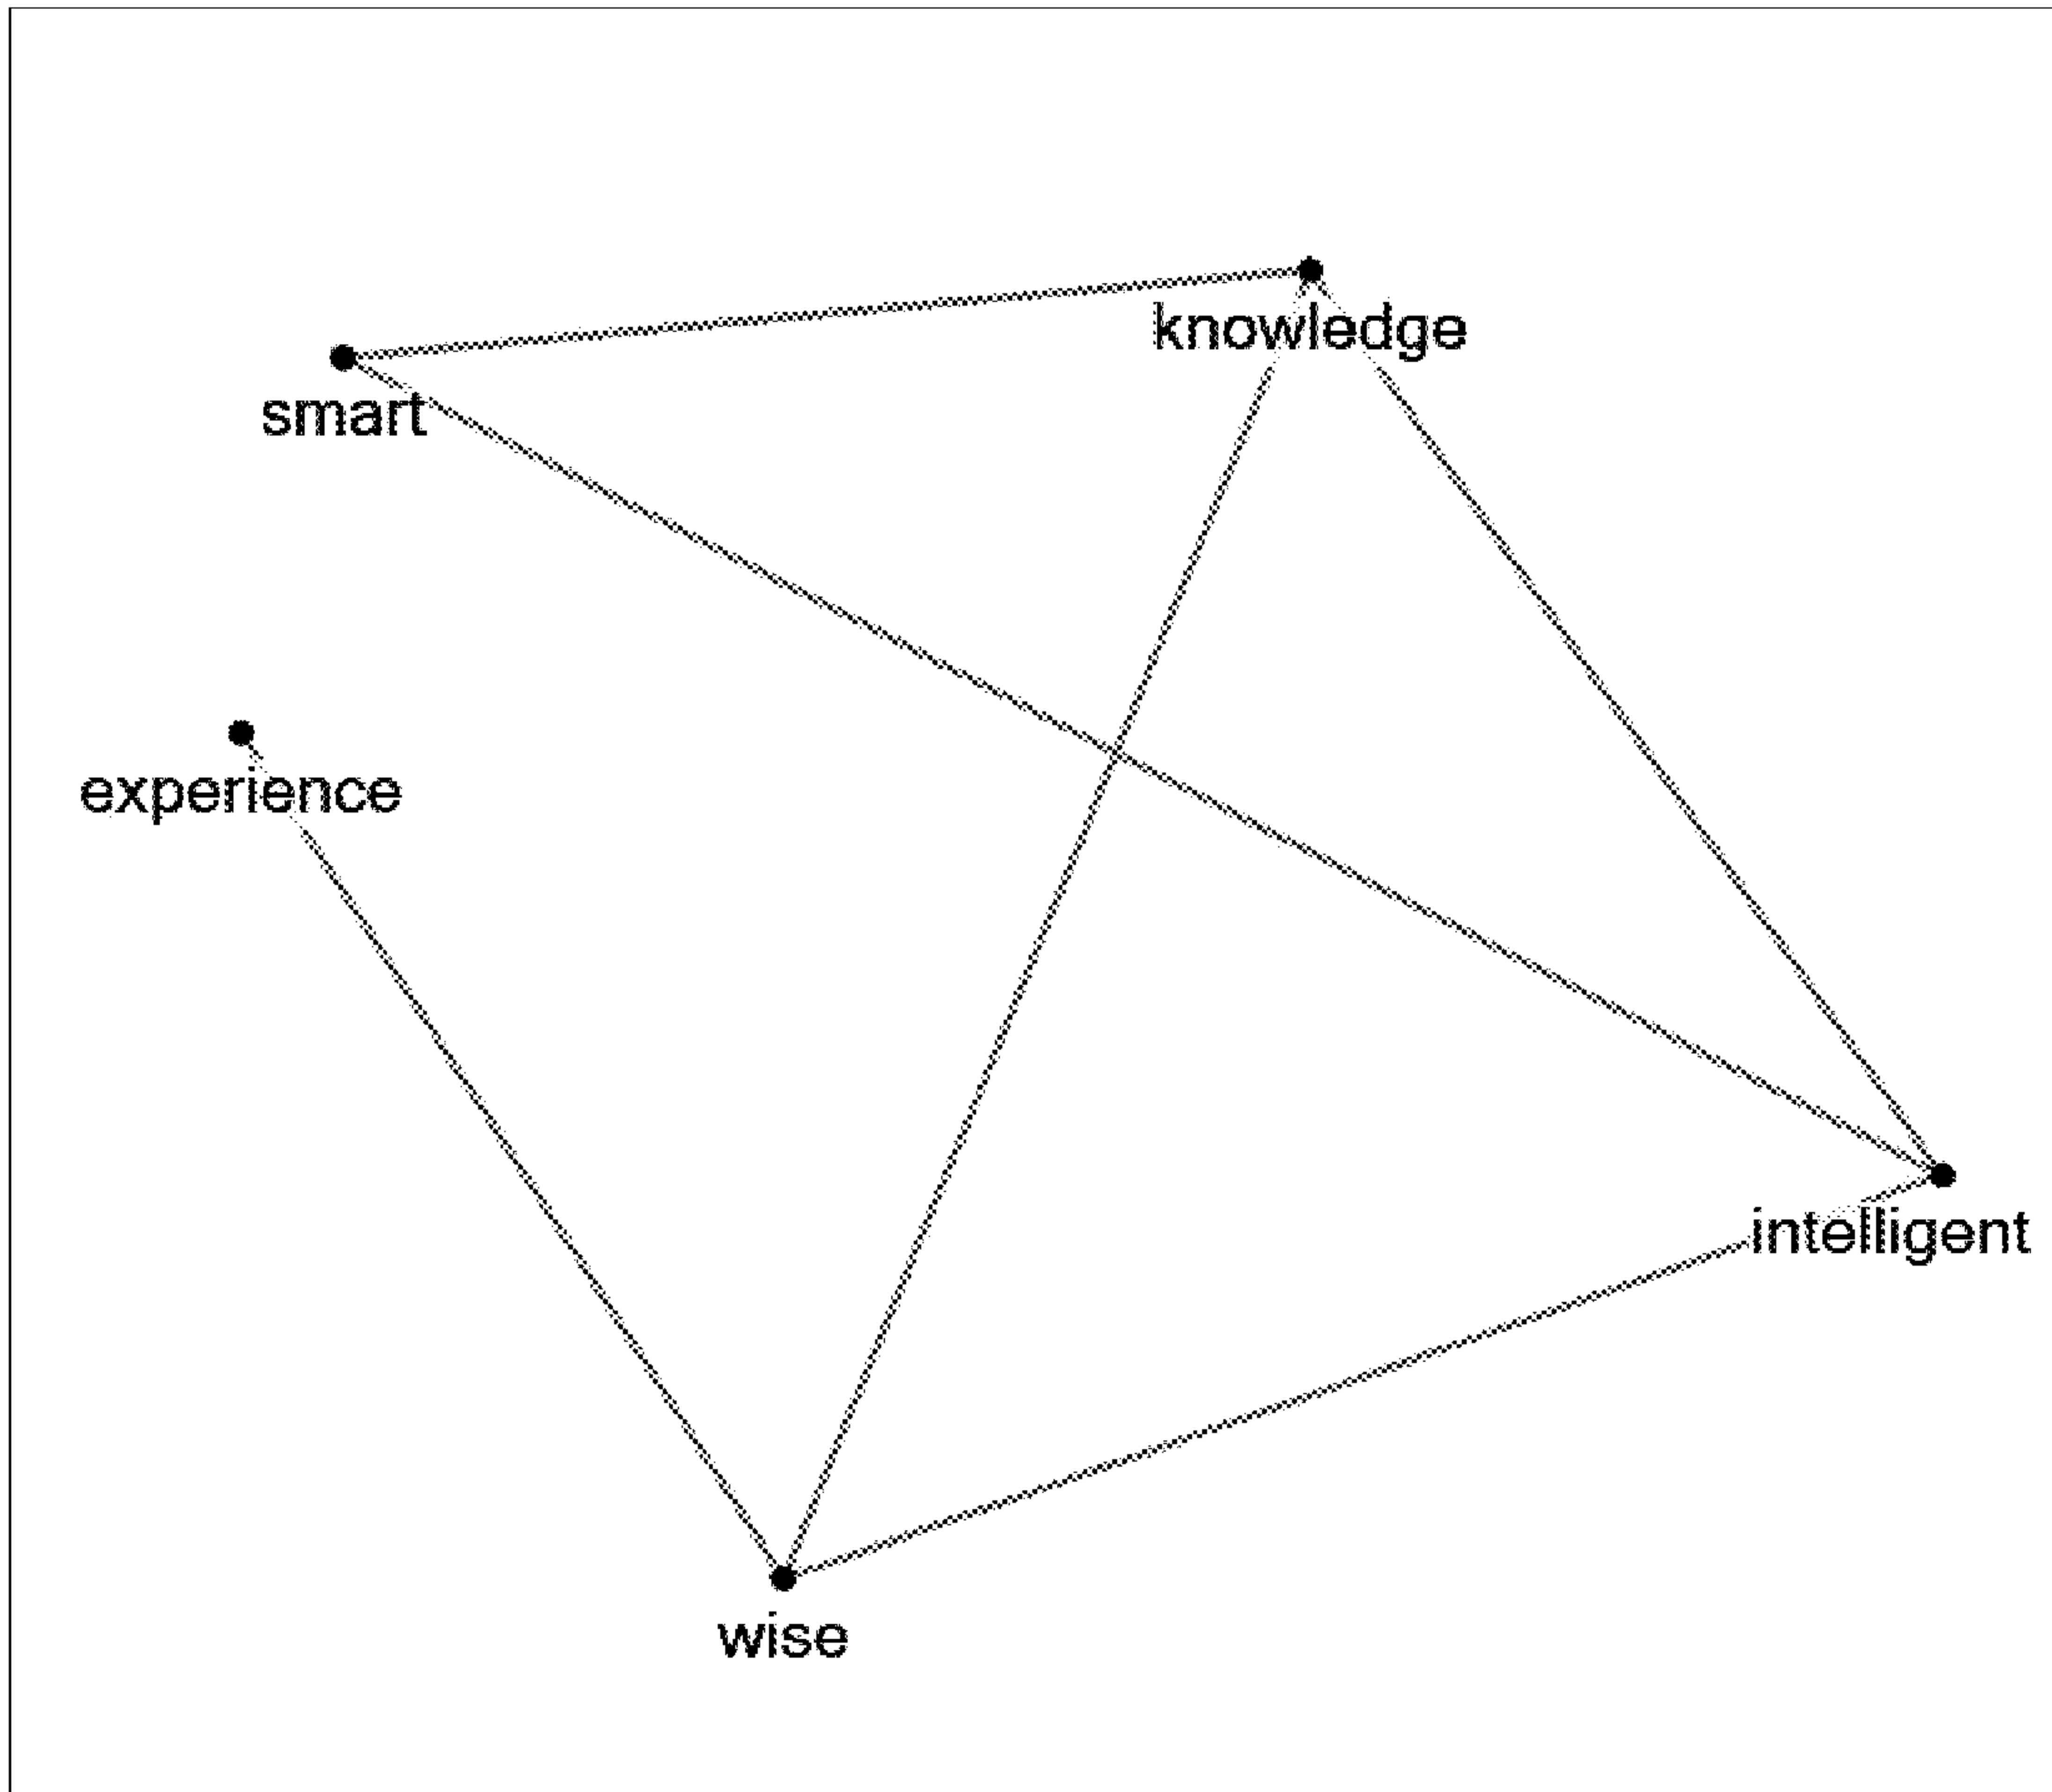 knowledge
smart
experience
intelligent
wise